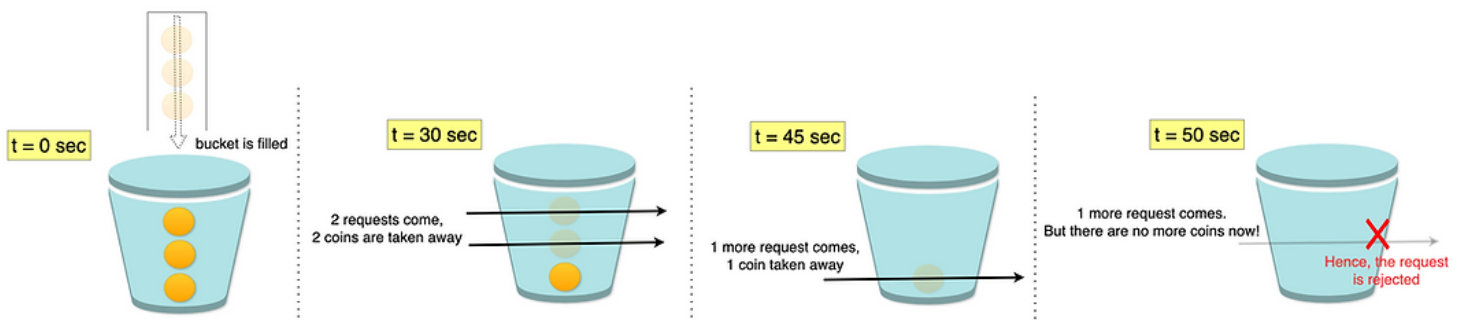 t = 0 sec
bucket is filled
t = 30 sec
2 requests come,
2 coins are taken away
t = 45 sec
1 more request comes,
1 coin taken away
t = 50 sec
1 more request comes.
But there are no more coins now!
Hence, the request
is rejected